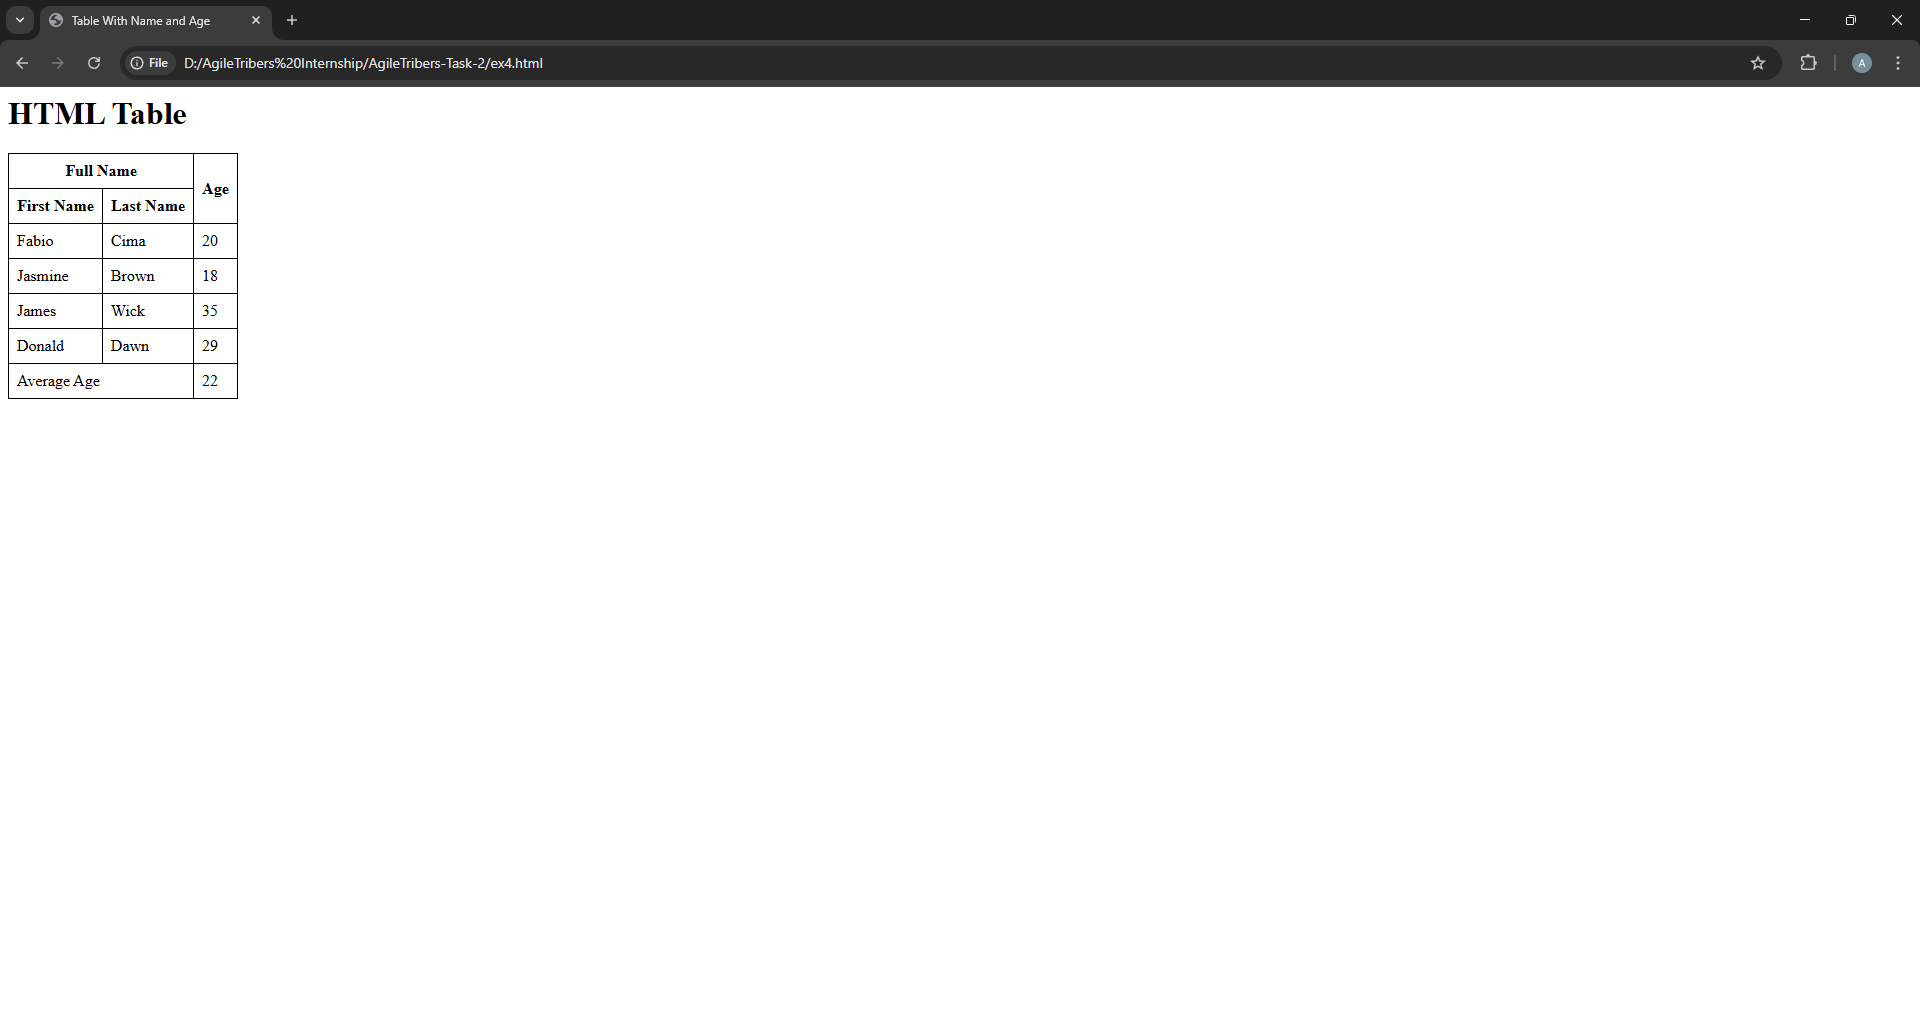 Table With Name and Age
File D:/AgileTribers%20Internship/AgileTribers-Task-2/ex4.html
A
HTML Table
Full Name
Age
First Name Last Name
Fabio Cima 20
Jasmine Brown 18
James Wick 35
Donald Dawn 29
Average Age 22